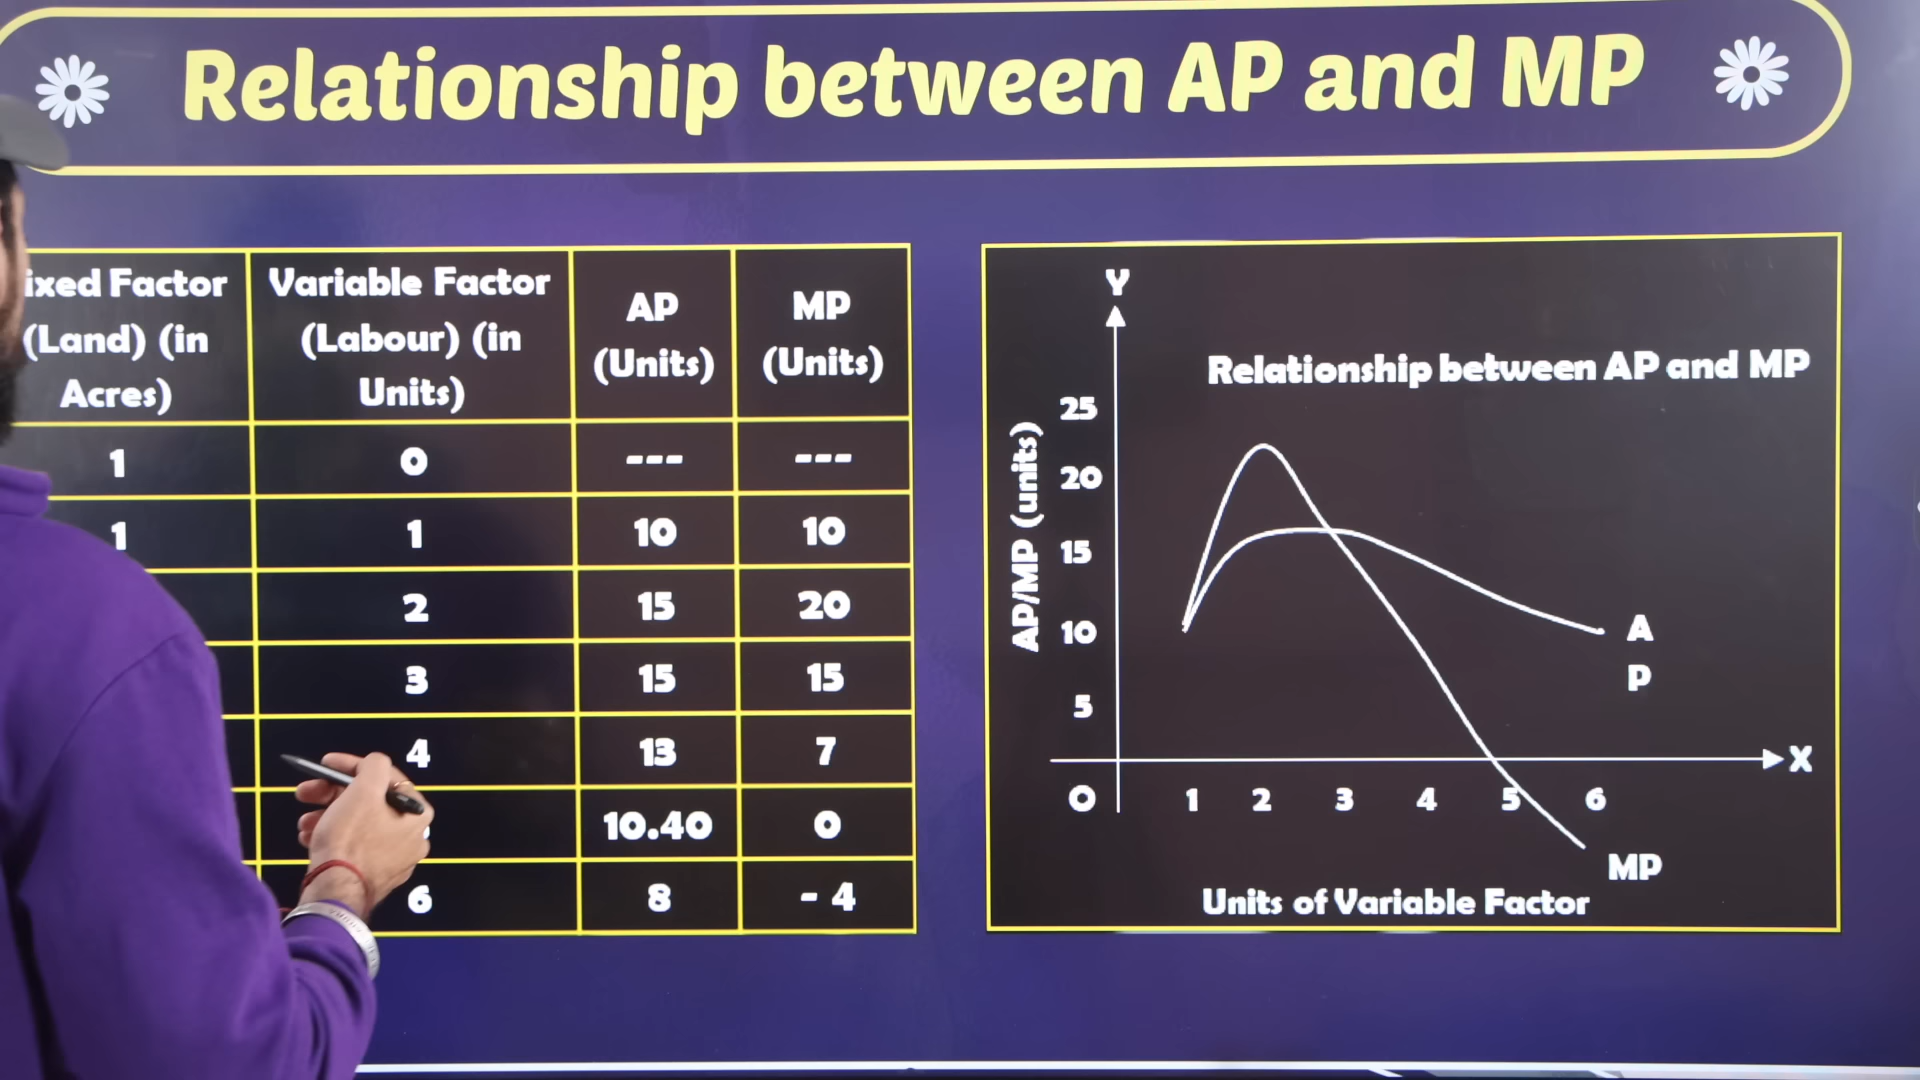 Relationship between AP and MP
ixed Factor
(Land) (in
Acres)
Variable Factor
(Labour) (in
Units)
AP
(Units)
MP
(Units)
1 0 --- ---
1 1 10 10
2 15 20
3 15 15
4 13 7
10.40 0
6 8 - 4
Y
Relationship between AP and MP
AP/MP (units)
25
20
15
10
5
O
1 2 3 4 5 6
X
A
P
MP
Units of Variable Factor